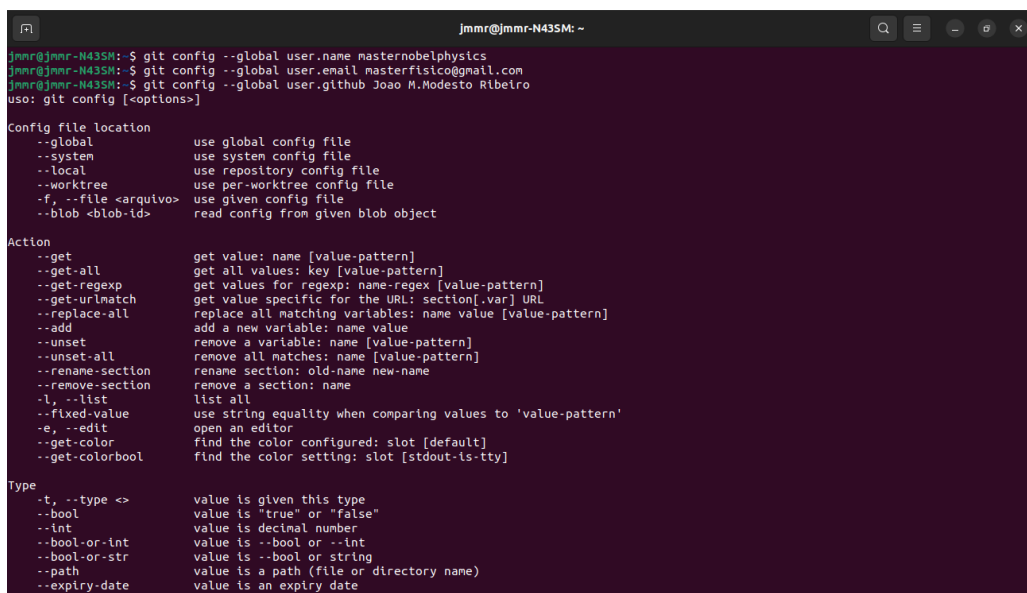 jmmr@jmmr-N43SM: ~
jmmr@jmmr-N43SM:~$ git config --global user.name masternobelphysics
jmmr@jmmr-N43SM:~$ git config --global user.email masterfisico@gmail.com
jmmr@jmmr-N43SM:~$ git config --global user.github Joao M.Modesto Ribeiro
uso: git config [<options>]
Config file location
--global use global config file
--system use system config file
--local use repository config file
--worktree use per-worktree config file
-f, --file <arquivo> use given config file
--blob <blob-id> read config from given blob object
Action
--get get value: name [value-pattern]
--get-all get all values: key [value-pattern]
--get-regexp get values for regexp: name-regex [value-pattern]
--get-urlmatch get value specific for the URL: section[.var] URL
--replace-all replace all matching variables: name value [value-pattern]
--add add a new variable: name value
--unset remove a variable: name [value-pattern]
--unset-all remove all matches: name [value-pattern]
--rename-section rename section: old-name new-name
--remove-section remove a section: name
-l, --list list all
--fixed-value use string equality when comparing values to 'value-pattern'
-e, --edit open an editor
--get-color find the color configured: slot [default]
--get-colorbool find the color setting: slot [stdout-is-tty]
Type
-t, --type <> value is given this type
--bool value is "true" or "false"
--int value is decimal number
--bool-or-int value is --bool or --int
--bool-or-str value is --bool or string
--path value is a path (file or directory name)
--expiry-date value is an expiry date